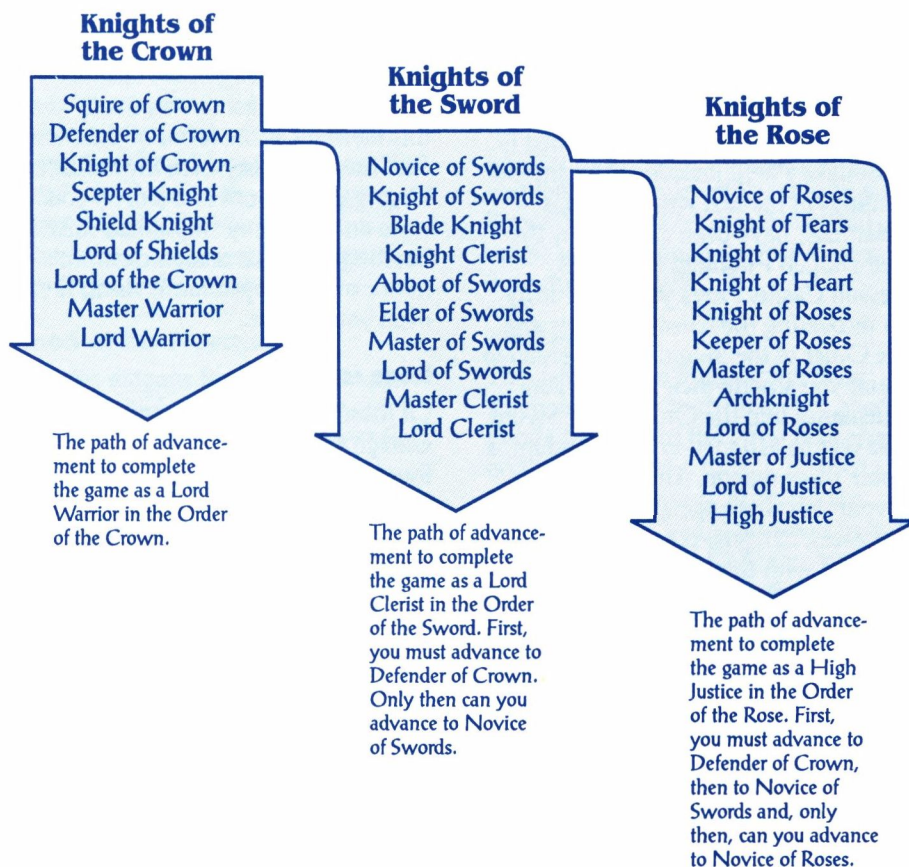 Knights of
the Crown
Squire of Crown
Defender of Crown
Knight of Crown
Scepter Knight
Shield Knight
Lord of Shields
Lord of the Crown
Master Warrior
Lord Warrior
The path of advance-
ment to complete
the game as a Lord
Warrior in the Order
of the Crown.
Knights of
the Sword
Novice of Swords
Knight of Swords
Blade Knight
Knight Clerist
Abbot of Swords
Elder of Swords
Master of Swords
Lord of Swords
Master Clerist
Lord Clerist
The path of advance-
ment to complete
the game as a Lord
Clerist in the Order
of the Sword. First,
you must advance to
Defender of Crown.
Only then can you
advance to Novice
of Swords.
Knights of
the Rose
Novice of Roses
Knight of Tears
Knight of Mind
Knight of Heart
Knight of Roses
Keeper of Roses
Master of Roses
Archknight
Lord of Roses
Master of Justice
Lord of Justice
High Justice
The path of advance-
ment to complete
the game as a High
Justice in the Order
of the Rose. First,
you must advance to
Defender of Crown,
then to Novice of
Swords and, only
then, can you advance
to Novice of Roses.